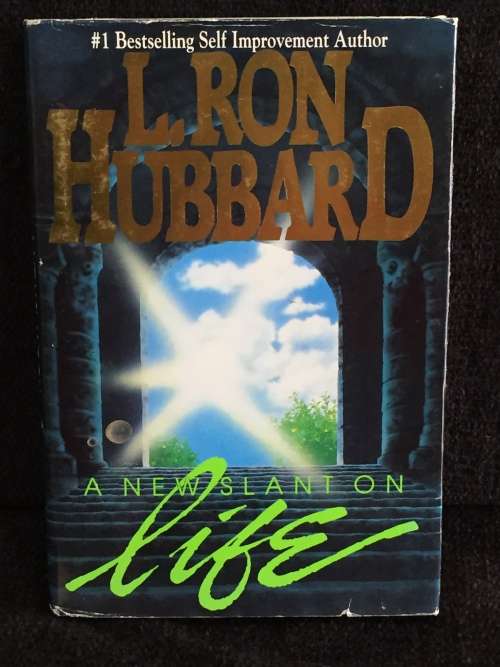 #1 Bestselling Self Improvement Author
L. RON
HUBBARD
A NEW SLANT ON
life